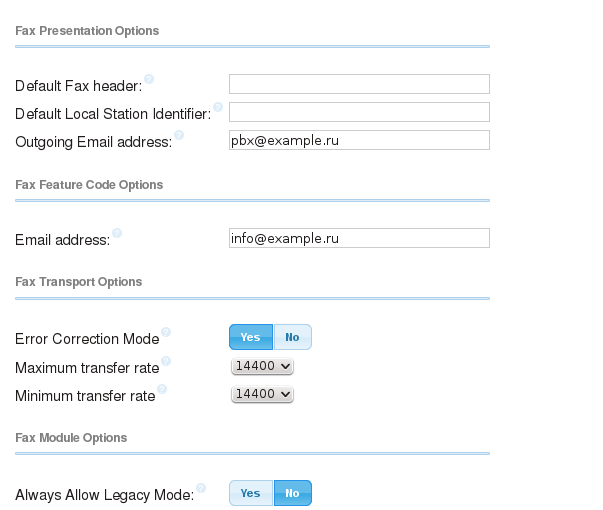 Fax Presentation Options
Default Fax header: ?
Default Local Station Identifier: ?
Outgoing Email address: ? pbx@example.ru
Fax Feature Code Options
Email address: ? info@example.ru
Fax Transport Options
Error Correction Mode ? Yes No
Maximum transfer rate ? 14400
Minimum transfer rate ? 14400
Fax Module Options
Always Allow Legacy Mode: ? Yes No